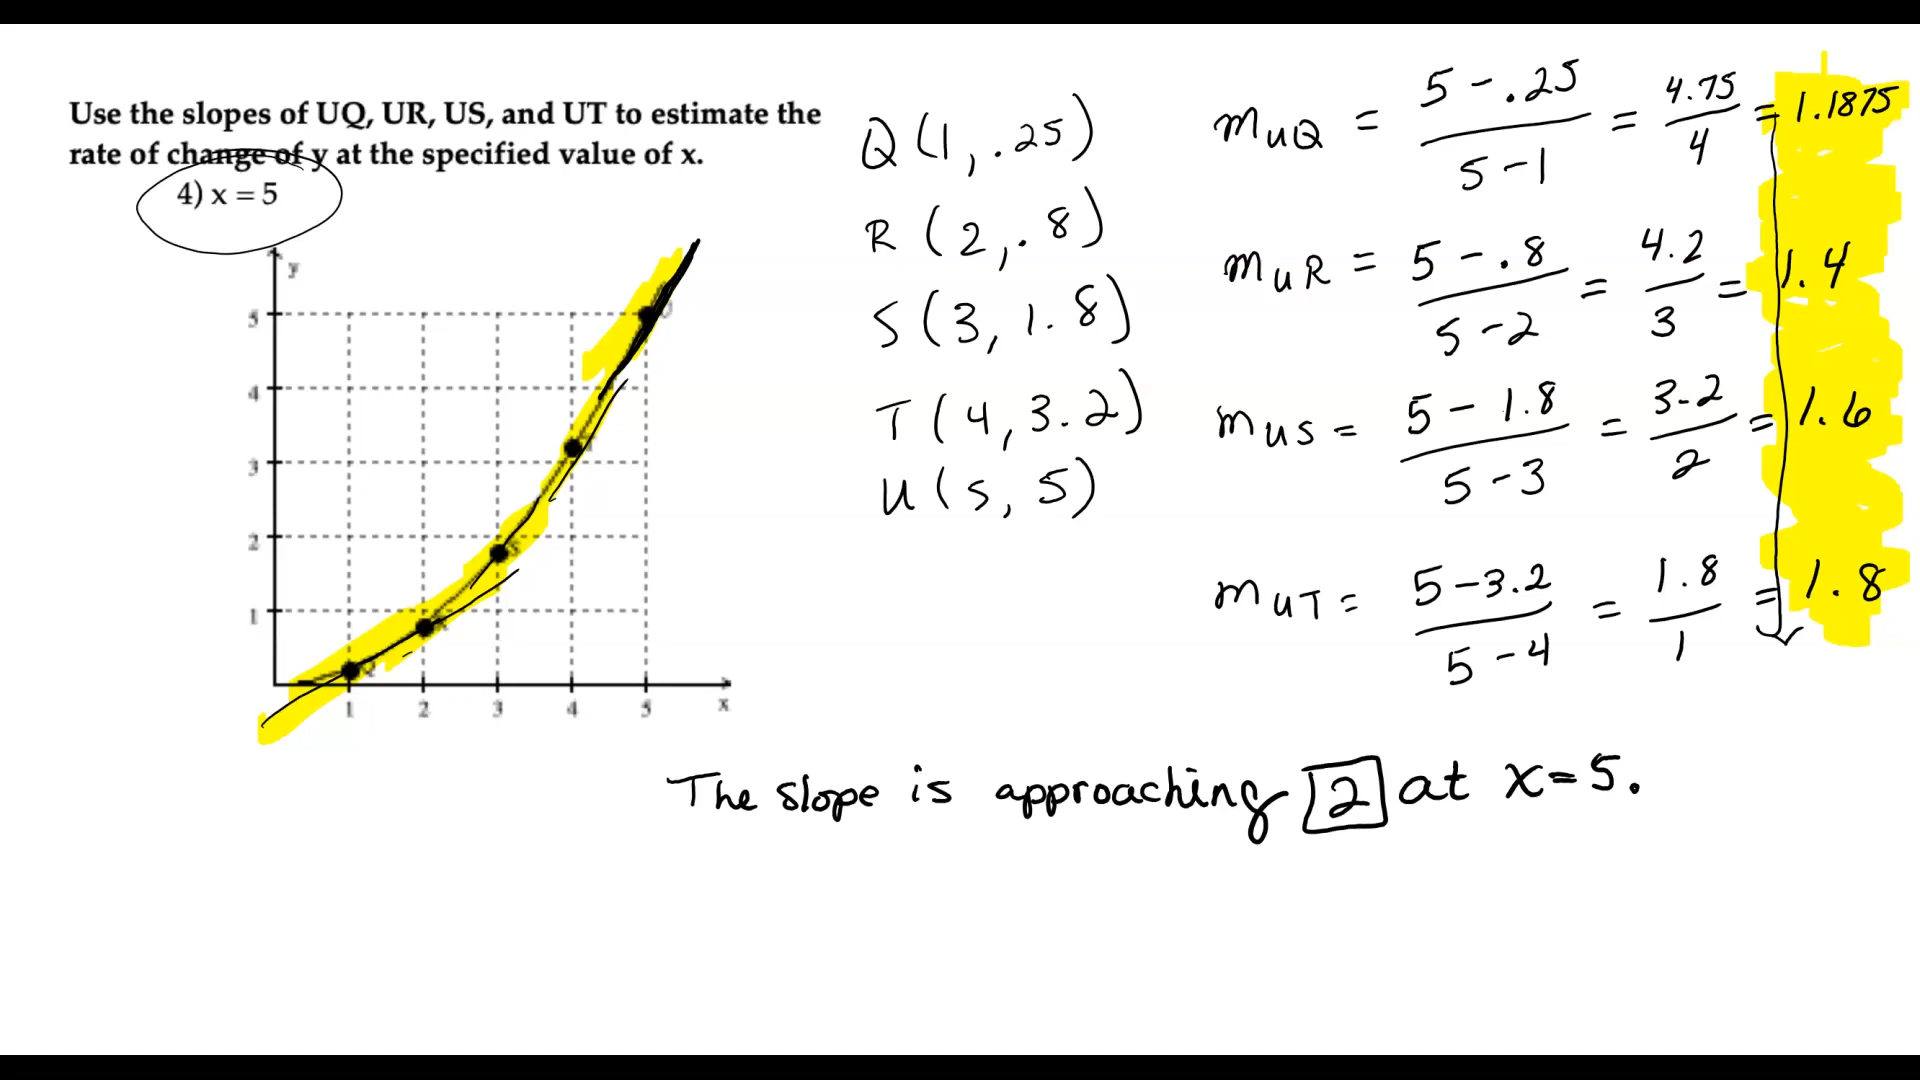 Use the slopes of UQ, UR, US, and UT to estimate the
rate of change of y at the specified value of x.
4) x = 5
y
5
4
3
2
1
1 2 3 4 5 x
Q
R
S
U
Q (1, .25)
R (2, .8)
S (3, 1.8)
T (4, 3.2)
U (5, 5)
mUQ = 5 - .25 / 5 - 1 = 4.75 / 4 = 1.1875
mUR = 5 - .8 / 5 - 2 = 4.2 / 3 = 1.4
mUS = 5 - 1.8 / 5 - 3 = 3.2 / 2 = 1.6
mUT = 5 - 3.2 / 5 - 4 = 1.8 / 1 = 1.8
The slope is approaching 2 at x = 5.